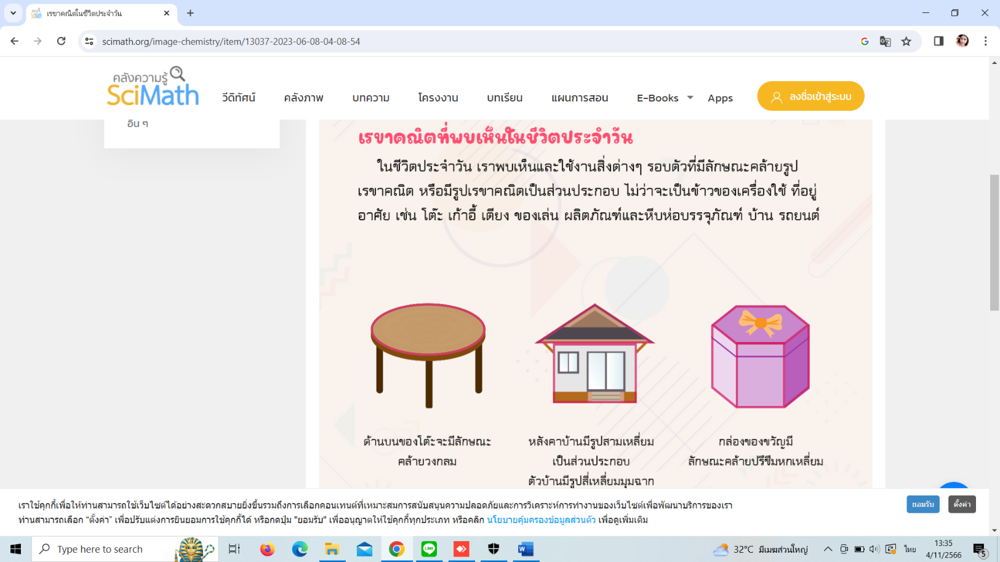 เรขาคณิตในชีวิตประจำวัน
scimath.org/image-chemistry/item/13037-2023-06-08-04-08-54
คลังความรู้
SciMath
วีดิทัศน์
คลังภาพ
บทความ
โครงงาน
บทเรียน
แผนการสอน
E-Books
Apps
ลงชื่อเข้าสู่ระบบ
อื่น ๆ
เรขาคณิตที่พบเห็นในชีวิตประจำวัน
ในชีวิตประจำวัน เราพบเห็นและใช้งานสิ่งต่างๆ รอบตัวที่มีลักษณะคล้ายรูป
เรขาคณิต หรือมีรูปเรขาคณิตเป็นส่วนประกอบ ไม่ว่าจะเป็นข้าวของเครื่องใช้ ที่อยู่
อาศัย เช่น โต๊ะ เก้าอี้ เตียง ของเล่น ผลิตภัณฑ์และหีบห่อบรรจุภัณฑ์ บ้าน รถยนต์
ด้านบนของโต๊ะจะมีลักษณะ
คล้ายวงกลม
หลังคาบ้านมีรูปสามเหลี่ยม
เป็นส่วนประกอบ
ตัวบ้านมีรูปสี่เหลี่ยมมุมฉาก
กล่องของขวัญมี
ลักษณะคล้ายปริซึมหกเหลี่ยม
เราใช้คุกกี้เพื่อให้ท่านสามารถใช้เว็บไซต์ได้อย่างสะดวกสบายยิ่งขึ้นรวมถึงการเลือกคอนเทนต์ที่เหมาะสมการสนับสนุนความปลอดภัยและการวิเคราะห์การทำงานของเว็บไซต์เพื่อพัฒนาบริการของเรา
ท่านสามารถเลือก "ตั้งค่า" เพื่อปรับแต่งการยินยอมการใช้คุกกี้ได้ หรือกดปุ่ม "ยอมรับ" เพื่ออนุญาตให้ใช้คุกกี้ทุกประเภท หรือคลิก นโยบายคุ้มครองข้อมูลส่วนตัว เพื่อดูเพิ่มเติม
ยอมรับ
ตั้งค่า
Type here to search
LINE
32°C มีเมฆส่วนใหญ่
ไทย
13:35
4/11/2566
5